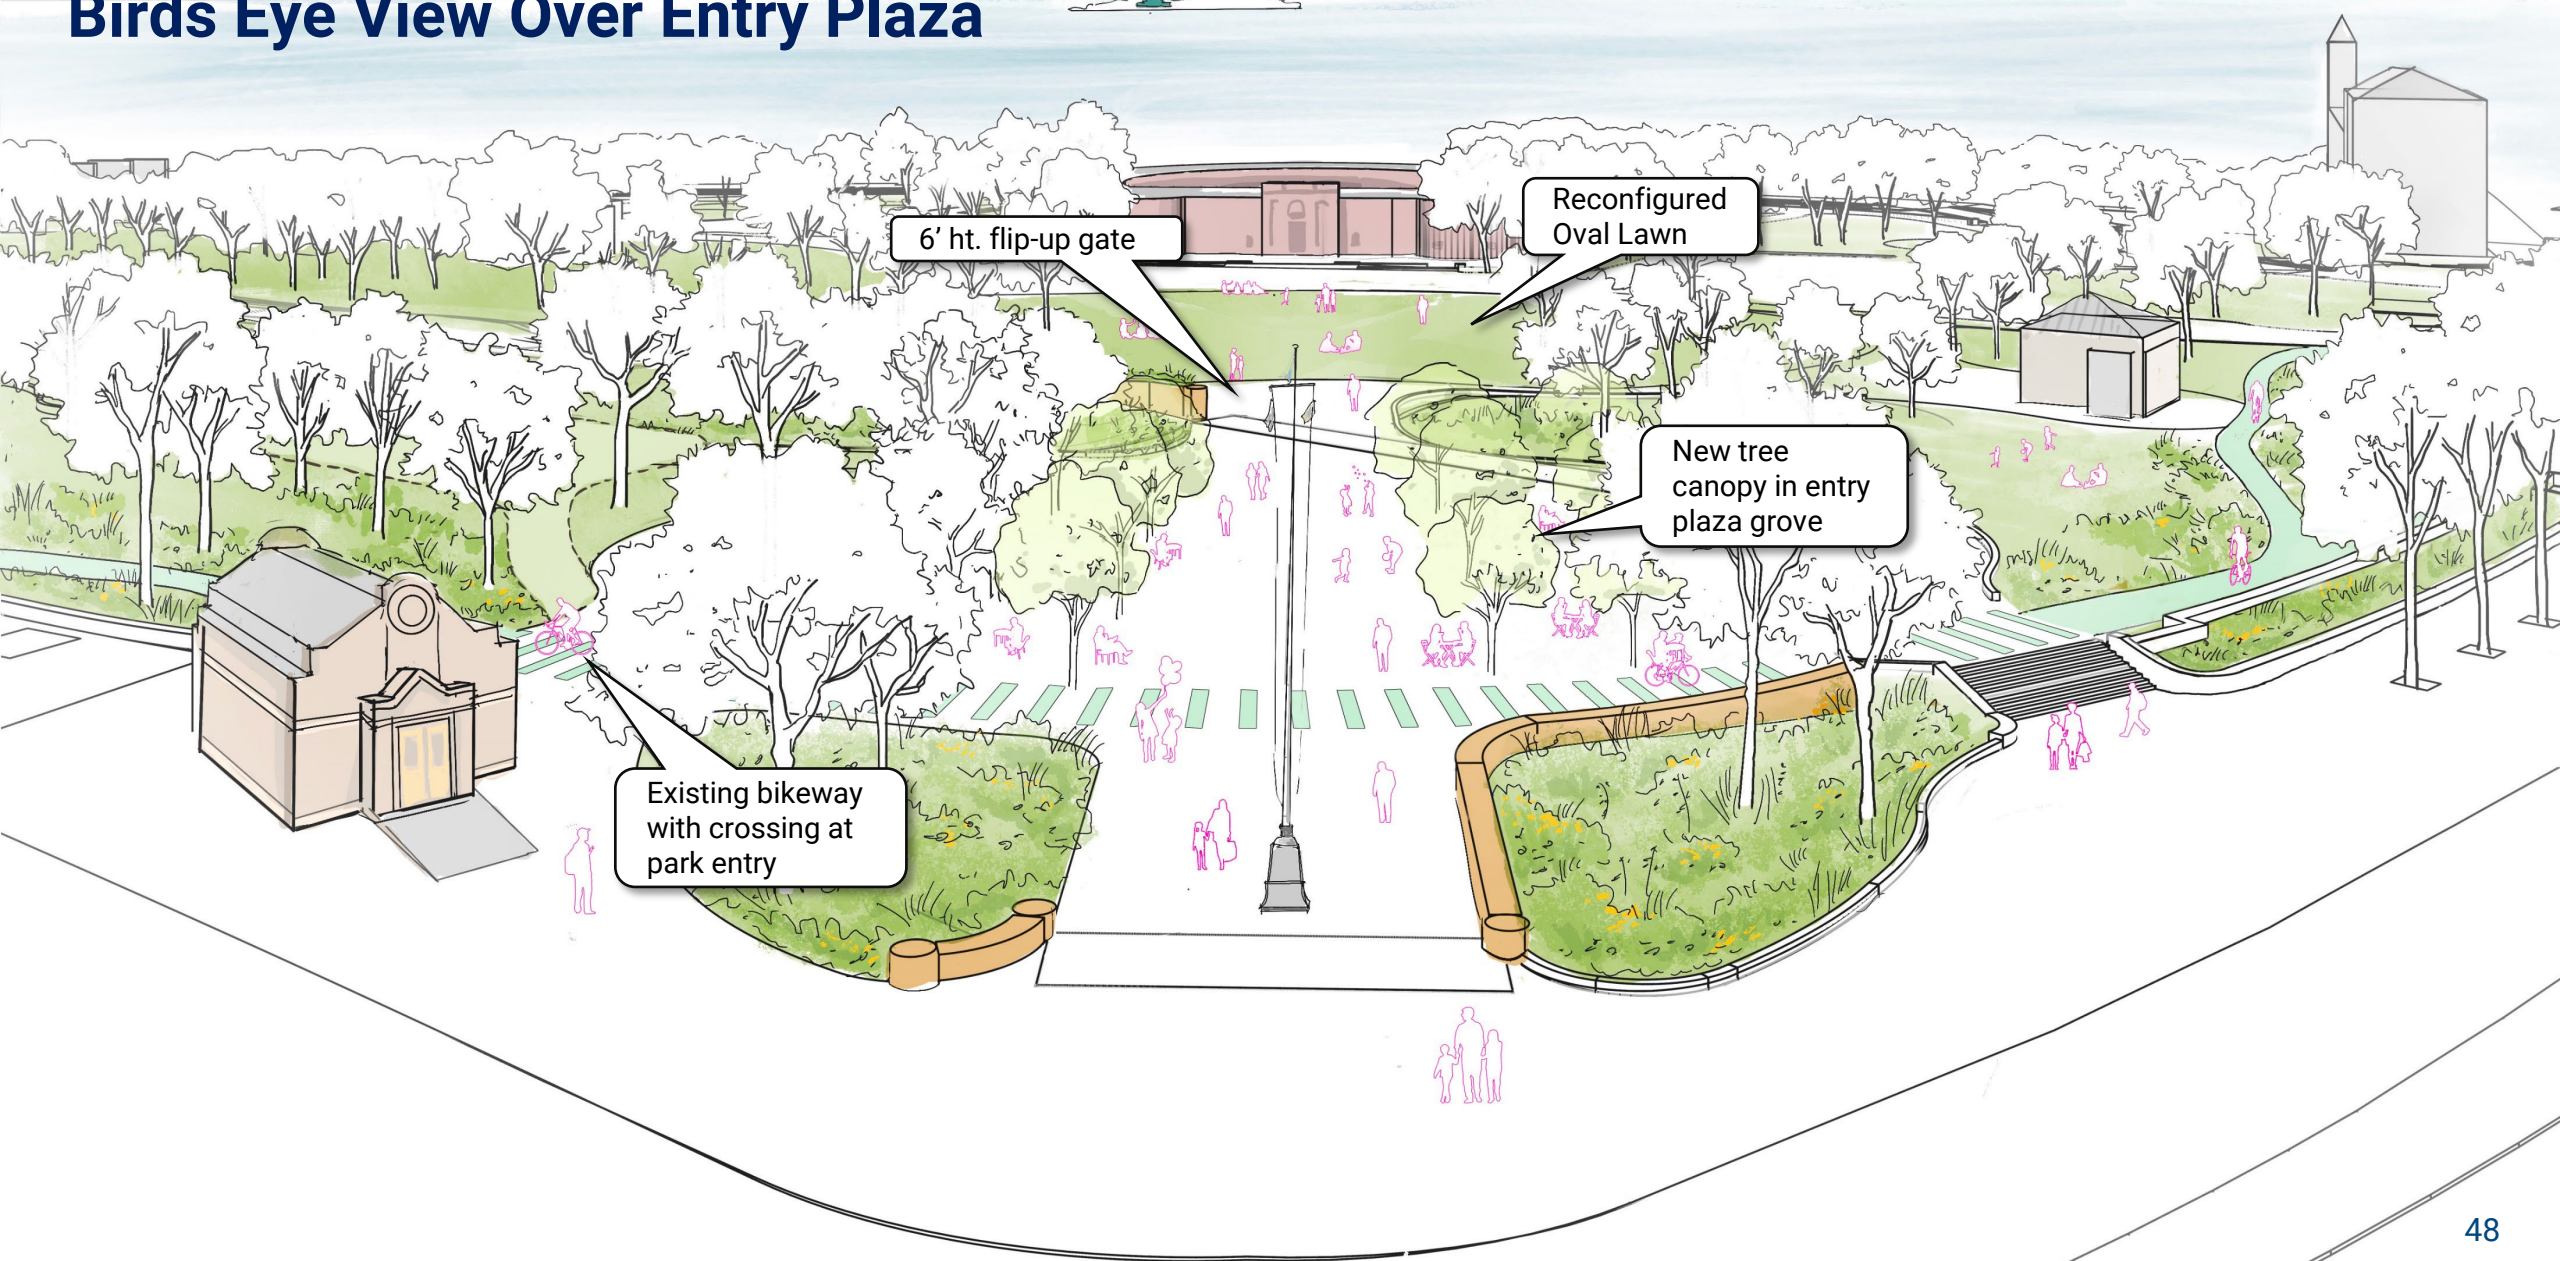 Birds Eye View Over Entry Plaza
6' ht. flip-up gate
Reconfigured
Oval Lawn
New tree
canopy in entry
plaza grove
Existing bikeway
with crossing at
park entry
48